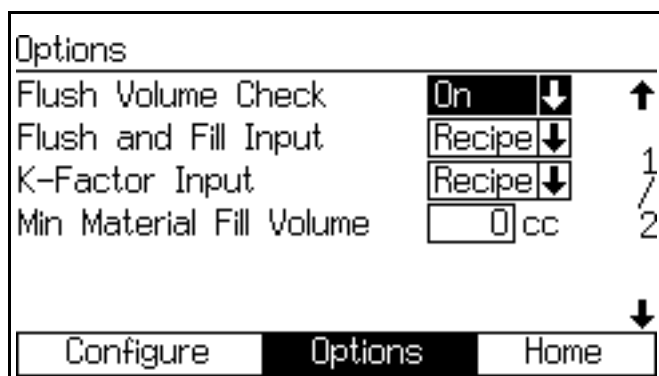 Options
Flush Volume Check On
Flush and Fill Input Recipe
K-Factor Input Recipe
Min Material Fill Volume 0 cc
1/2
Configure Options Home